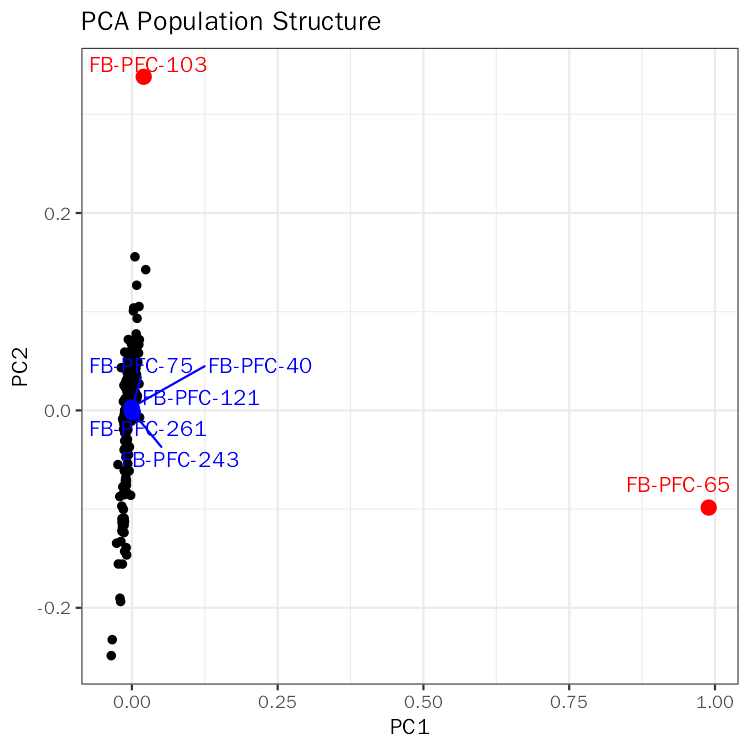 PCA Population Structure
FB-PFC-103
0.2
FB-PFC-75
FB-PFC-40
FB-PFC-121
0.0
FB-PFC-261
FB-PFC-243
FB-PFC-65
-0.2
PC2
0.00
0.25
0.50
0.75
1.00
PC1